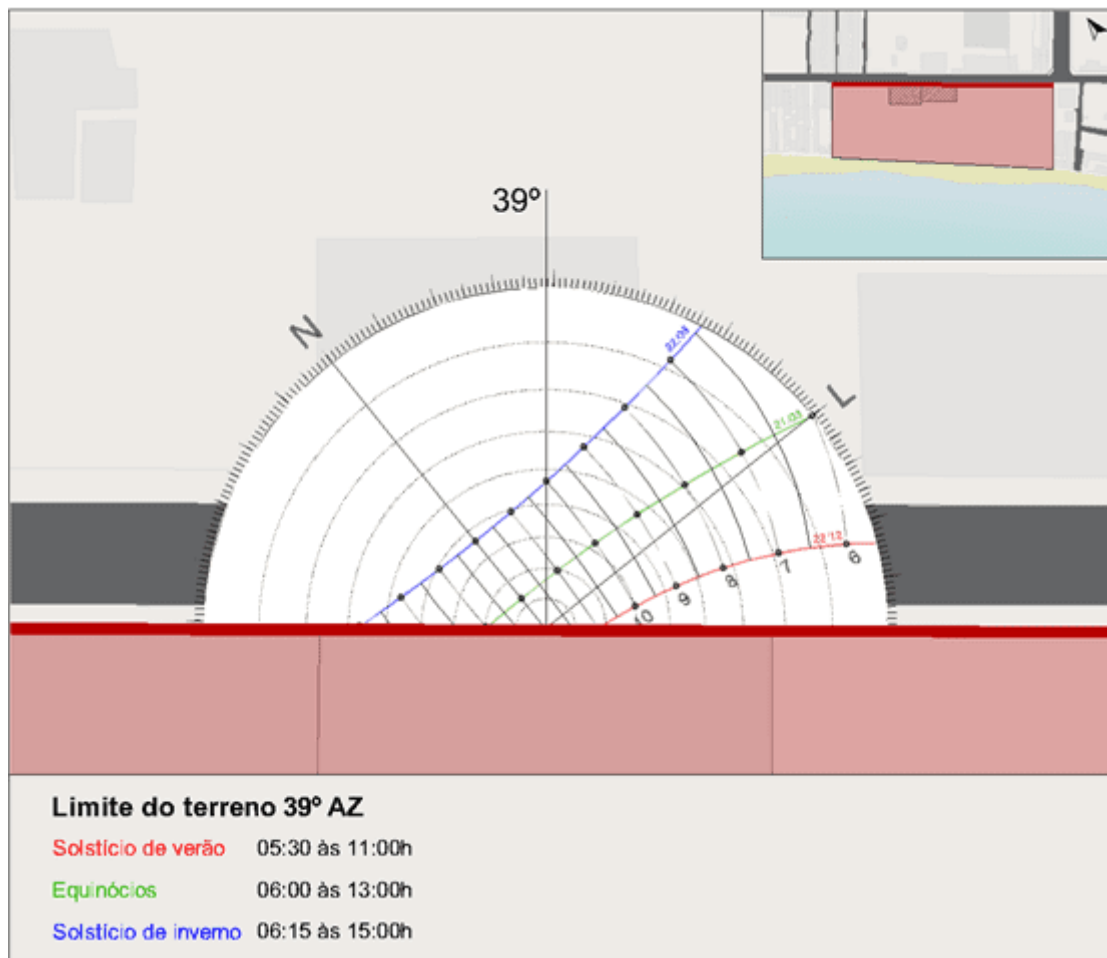 39º
N
22/06
L
21/03
22/12
6
7
8
9
10
Limite do terreno 39º AZ
Solstício de verão 05:30 às 11:00h
Equinócios 06:00 às 13:00h
Solstício de inverno 06:15 às 15:00h